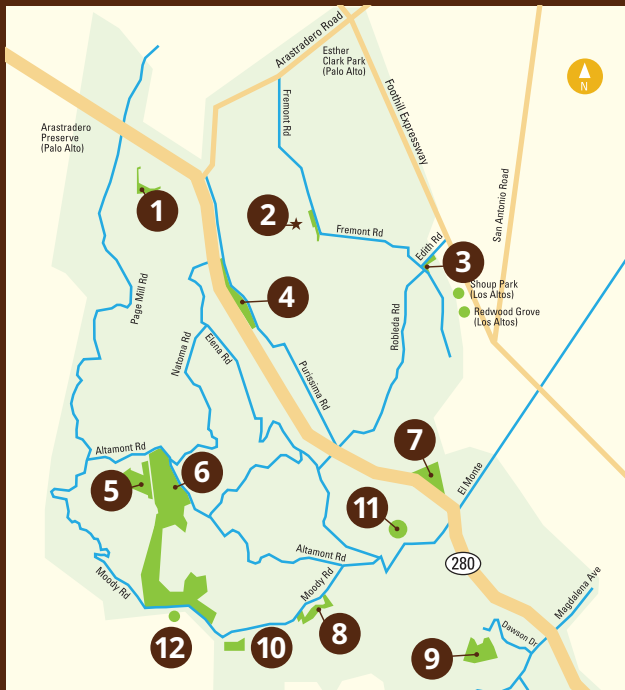 Arastradero Road
Esther
Clark Park
(Palo Alto)
N
Foothill Expressway
Fremont Rd
Arastradero
Preserve
(Palo Alto)
San Antonio Road
1
2
Fremont Rd
Edith Rd
3
Shoup Park
(Los Altos)
Redwood Grove
(Los Altos)
Page Mill Rd
4
Natoma Rd
Elena Rd
Robleda Rd
Purissima Rd
Altamont Rd
7
5
6
El Monte
11
Altamont Rd
280
Moody Rd
Moody Rd
Magdalena Ave
Dawson Dr
8
12
10
9